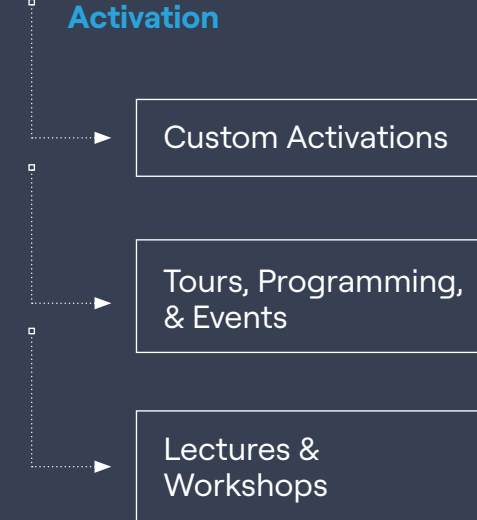 Activation
Custom Activations
Tours, Programming,
& Events
Lectures &
Workshops